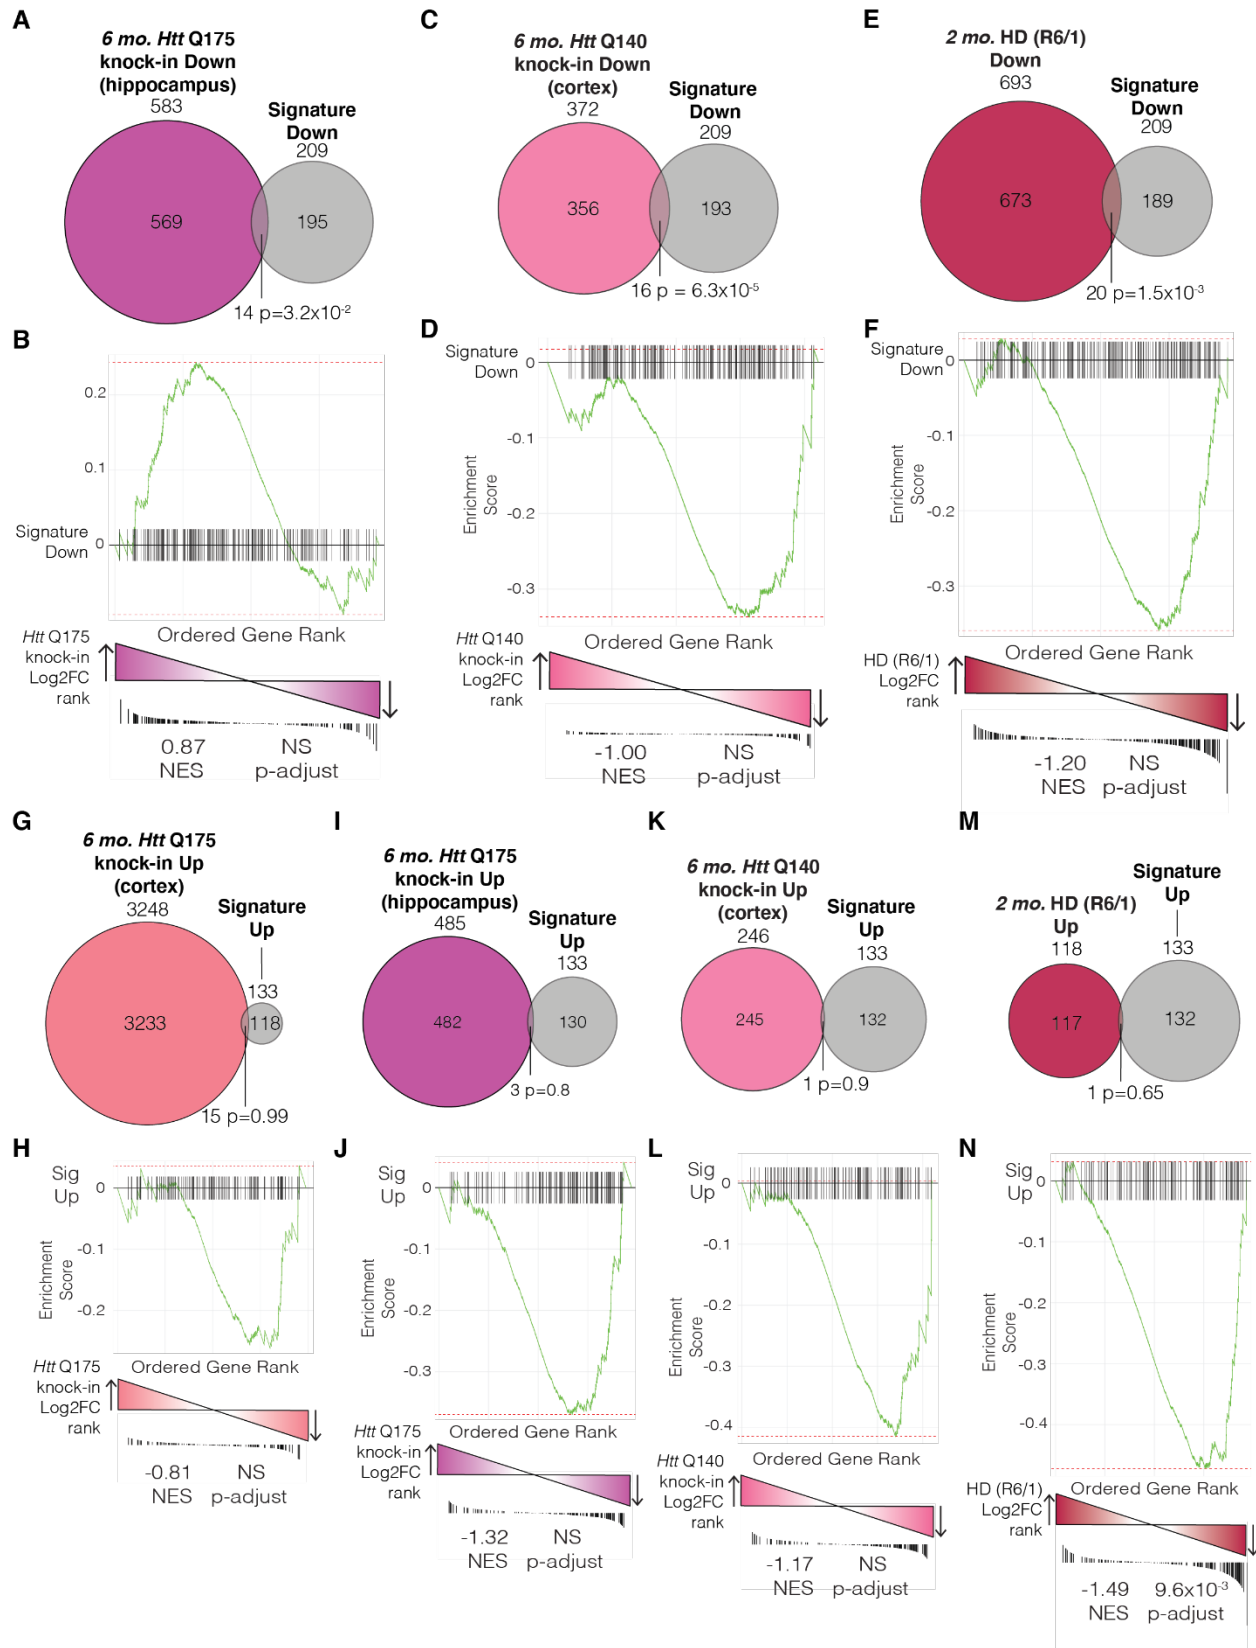 A
6 mo. Htt Q175
knock-in Down
(hippocampus)
583
Signature
Down
209
569
195
14 p=3.2x10-2
C
6 mo. Htt Q140
knock-in Down
(cortex)
372
Signature
Down
209
356
193
16 p = 6.3x10-5
E
2 mo. HD (R6/1)
Down
693
Signature
Down
209
673
189
20 p=1.5x10-3
B
0.2
0.1
Signature
Down
0
Ordered Gene Rank
Htt Q175
knock-in
Log2FC
rank
0.87
NES
NS
p-adjust
D
Signature
Down
0
-0.1
-0.2
-0.3
Enrichment
Score
Ordered Gene Rank
Htt Q140
knock-in
Log2FC
rank
-1.00
NES
NS
p-adjust
F
Signature
Down
0
-0.1
-0.2
-0.3
Enrichment
Score
Ordered Gene Rank
HD (R6/1)
Log2FC
rank
-1.20
NES
NS
p-adjust
G
6 mo. Htt Q175
knock-in Up
(cortex)
3248
Signature
Up
133
3233
118
15 p=0.99
I
6 mo. Htt Q175
knock-in Up
(hippocampus)
485
Signature
Up
133
482
130
3 p=0.8
K
6 mo. Htt Q140
knock-in Up
(cortex)
246
Signature
Up
133
245
132
1 p=0.9
M
2 mo. HD (R6/1)
Up
118
Signature
Up
133
117
132
1 p=0.65
H
Sig
Up
0
-0.1
-0.2
Enrichment
Score
Ordered Gene Rank
Htt Q175
knock-in
Log2FC
rank
-0.81
NES
NS
p-adjust
J
Sig
Up
0
-0.1
-0.2
-0.3
Enrichment
Score
Ordered Gene Rank
Htt Q175
knock-in
Log2FC
rank
-1.32
NES
NS
p-adjust
L
Sig
Up
0
-0.1
-0.2
-0.3
-0.4
Enrichment
Score
Ordered Gene Rank
Htt Q140
knock-in
Log2FC
rank
-1.17
NES
NS
p-adjust
N
Sig
Up
0
-0.1
-0.2
-0.3
-0.4
Enrichment
Score
Ordered Gene Rank
HD (R6/1)
Log2FC
rank
-1.49
NES
9.6x10-3
p-adjust